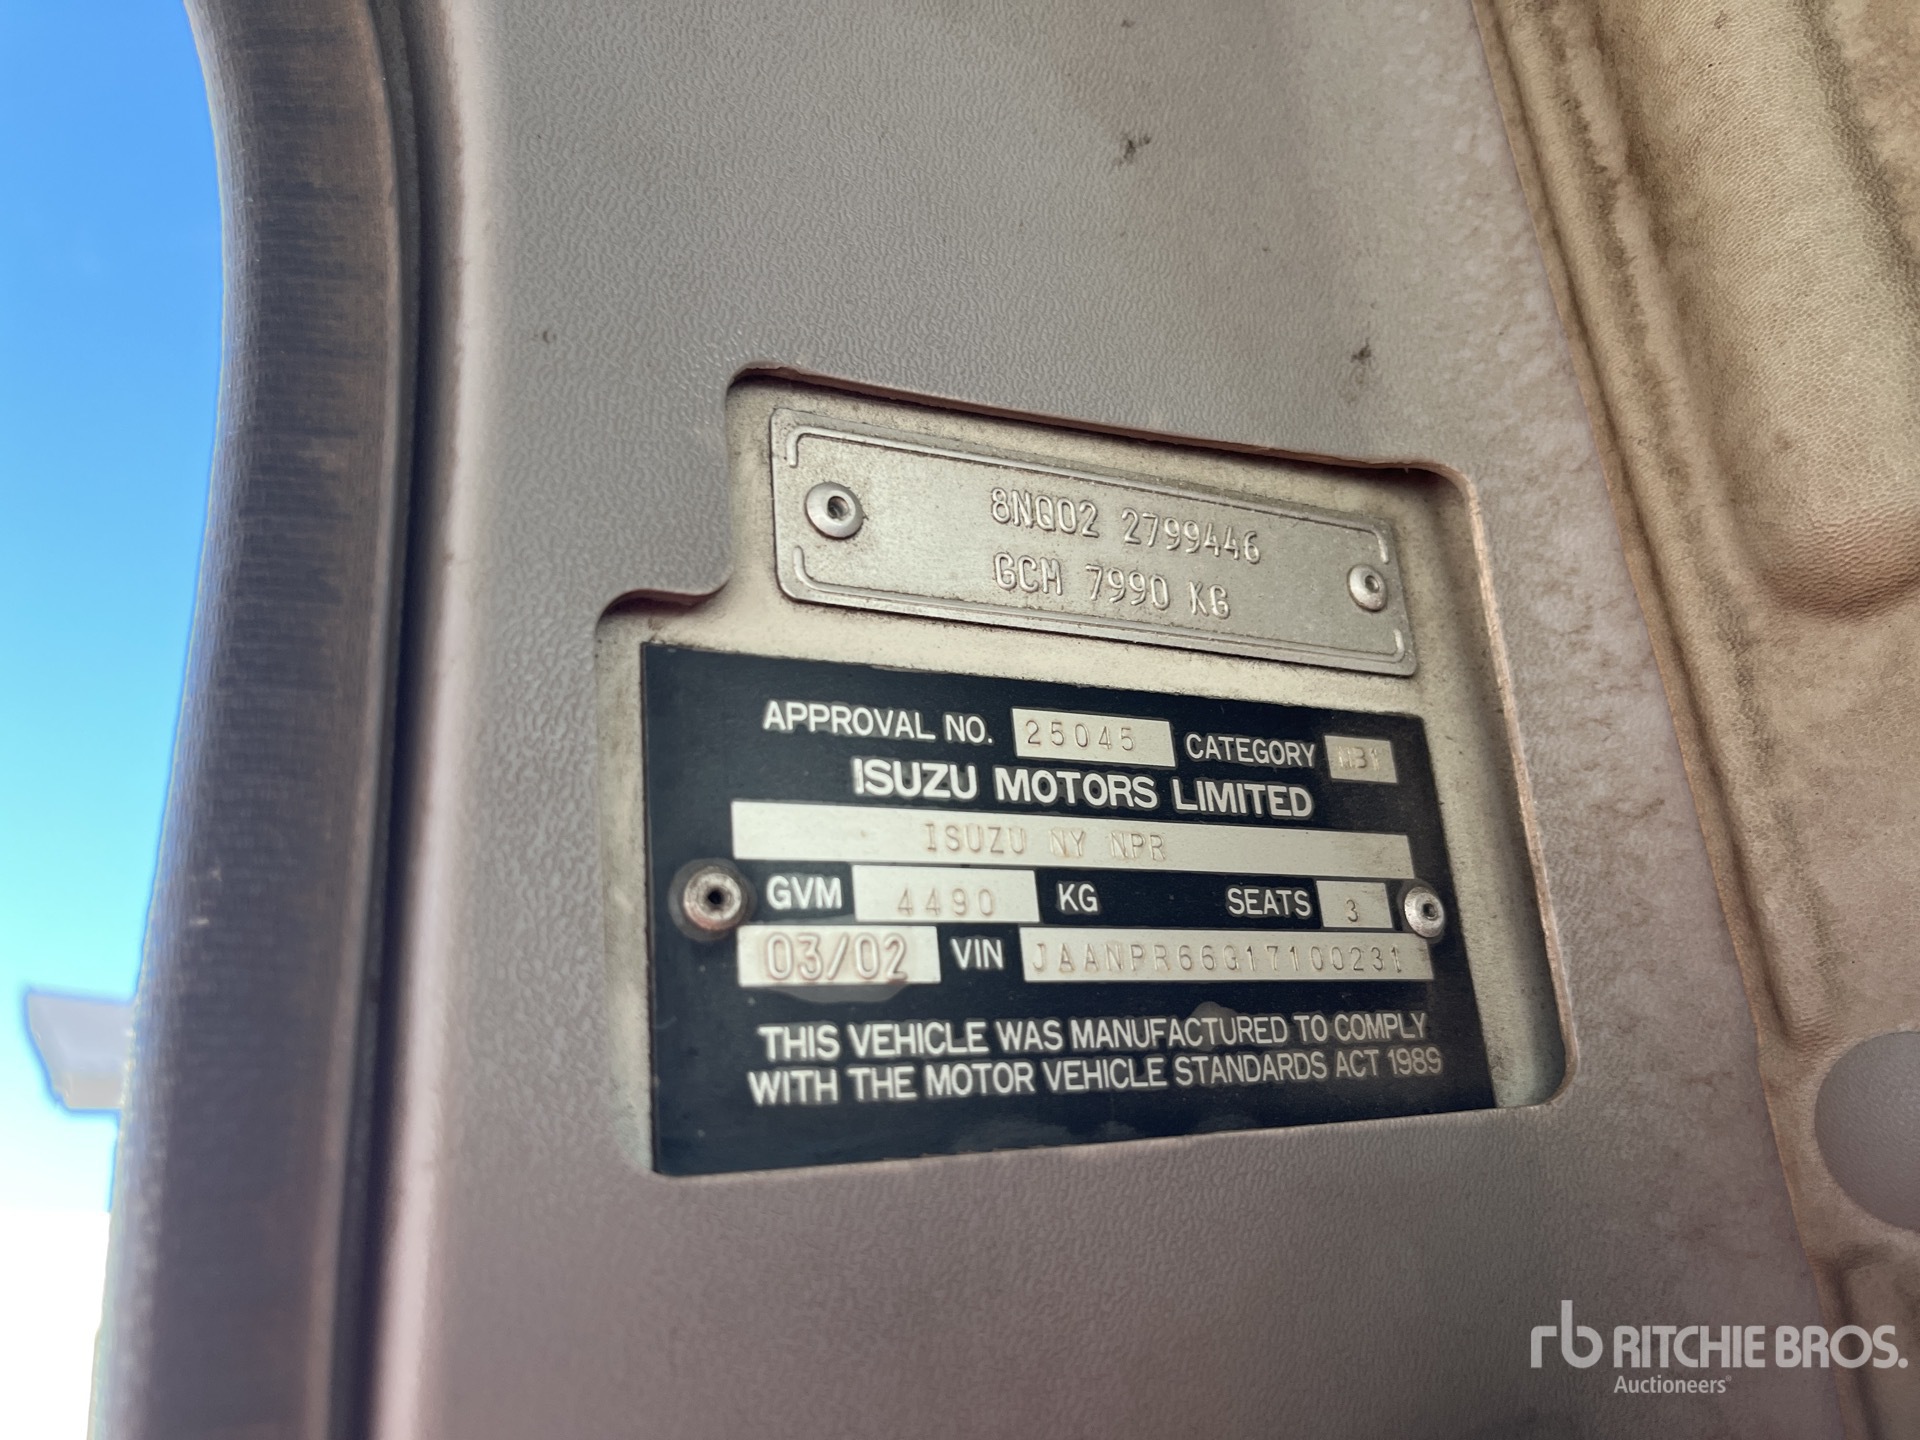 8NQ02 2799446
GCM 7990 KG
APPROVAL NO. 25045 CATEGORY MB1
ISUZU MOTORS LIMITED
ISUZU NY NPR
GVM 4490 KG SEATS 3
03/02 VIN JAANPR66G17100231
THIS VEHICLE WAS MANUFACTURED TO COMPLY
WITH THE MOTOR VEHICLE STANDARDS ACT 1989
rb RITCHIE BROS.
Auctioneers